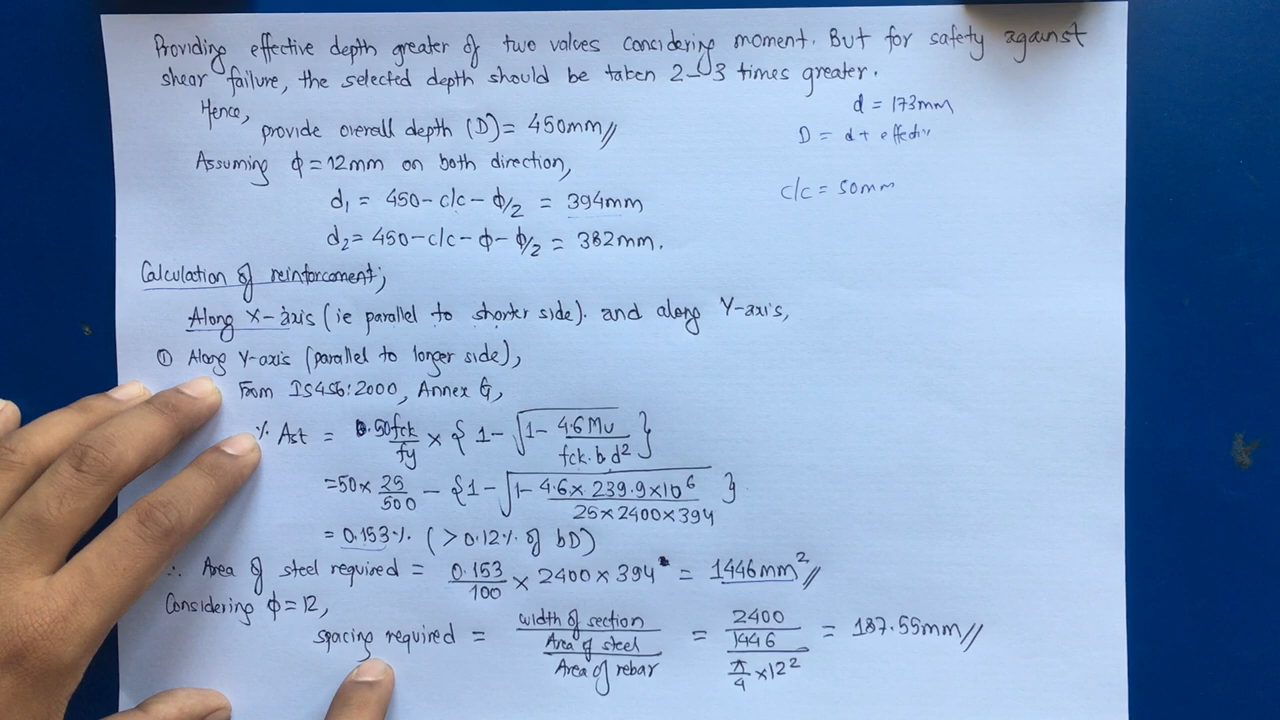 Providing effective depth greater of two values considering moment. But for safety against
shear failure, the selected depth should be taken 2-3 times greater.
Hence,
provide overall depth (D) = 450mm//
d = 173mm
D = d + effectiv
Assuming ϕ = 12mm on both direction,
c/c = 50mm
d₁ = 450 - c/c - ϕ/2 = 394mm
d₂ = 450 - c/c - ϕ - ϕ/2 = 382mm.
Calculation of reinforcement;
Along X-axis (ie parallel to shorter side). and along Y-axis,
① Along Y-axis (parallel to longer side),
From IS456:2000, Annex G,
% Ast = 50fck/fy × { 1 - √(1 - 4.6Mu/fck.b.d²) }
= 50 × 25/500 - { 1 - √(1 - 4.6 × 239.9 × 10⁶/25 × 2400 × 394) }
= 0.153%. (> 0.12% of bD)
∴ Area of steel required = 0.153/100 × 2400 × 394 = 1446mm²//
Considering ϕ = 12,
spacing required = width of section/(Area of steel/Area of rebar) = 2400/(1446/(π/4 × 12²)) = 187.55mm//